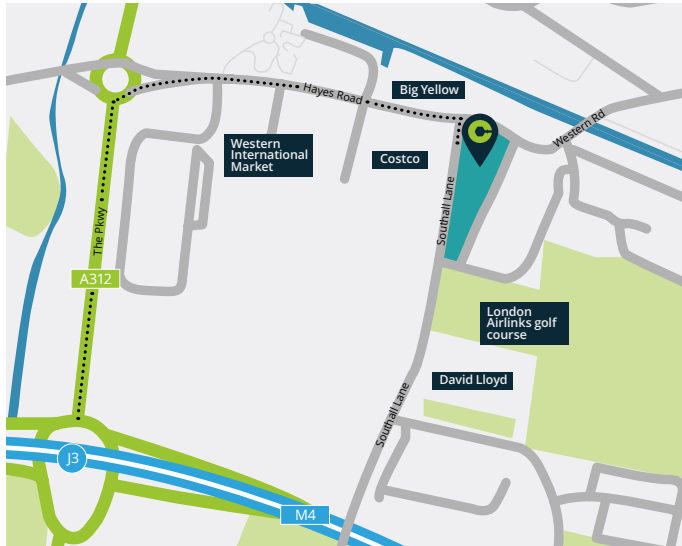 Big Yellow
Hayes Road
Western Rd
Western
International
Market
Costco
Southall Lane
The Pkwy
A312
London
Airlinks golf
course
David Lloyd
Southall Lane
J3
M4